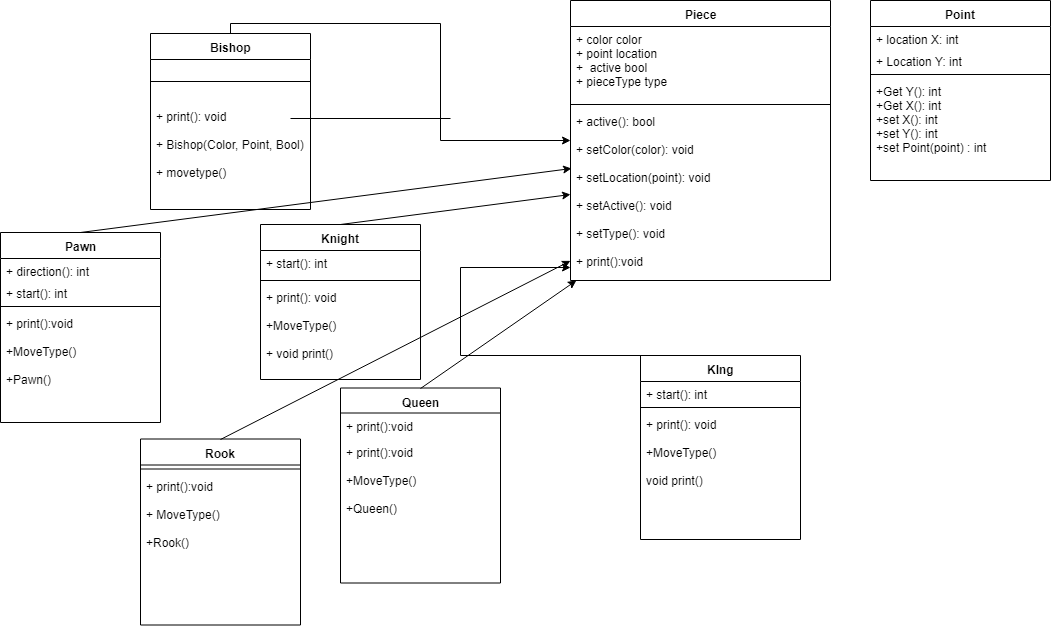 Bishop
+ print(): void
+ Bishop(Color, Point, Bool)
+ movetype()
Piece
+ color color
+ point location
+  active bool
+ pieceType type
+ active(): bool
+ setColor(color): void
+ setLocation(point): void
+ setActive(): void
+ setType(): void
+ print():void
Point
+ location X: int
+ Location Y: int
+Get Y(): int
+Get X(): int
+set X(): int
+set Y(): int
+set Point(point) : int
Pawn
+ direction(): int
+ start(): int
+ print():void
+MoveType()
+Pawn()
Knight
+ start(): int
+ print(): void
+MoveType()
+ void print()
Rook
+ print():void
+ MoveType()
+Rook()
Queen
+ print():void
+ print():void
+MoveType()
+Queen()
KIng
+ start(): int
+ print(): void
+MoveType()
void print()